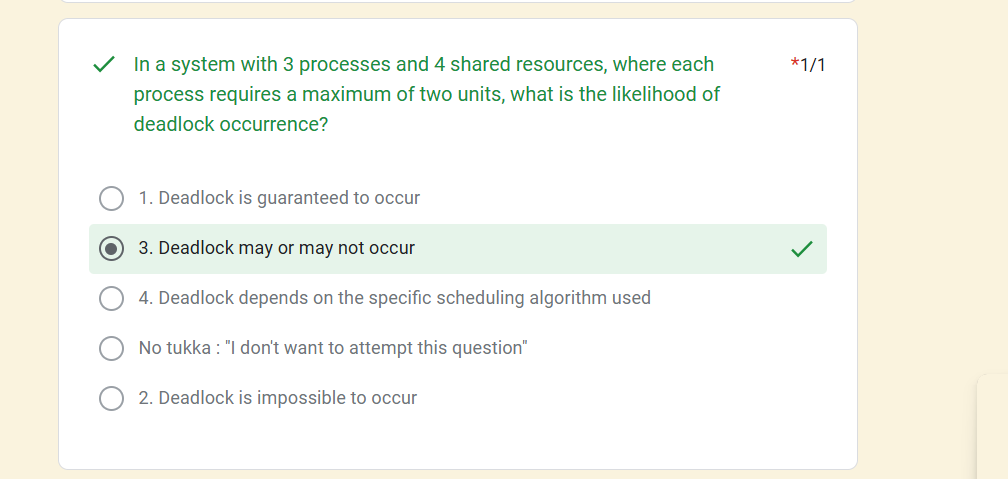 In a system with 3 processes and 4 shared resources, where each
*1/1
process requires a maximum of two units, what is the likelihood of
deadlock occurrence?
1. Deadlock is guaranteed to occur
3. Deadlock may or may not occur
4. Deadlock depends on the specific scheduling algorithm used
No tukka : "I don't want to attempt this question"
2. Deadlock is impossible to occur